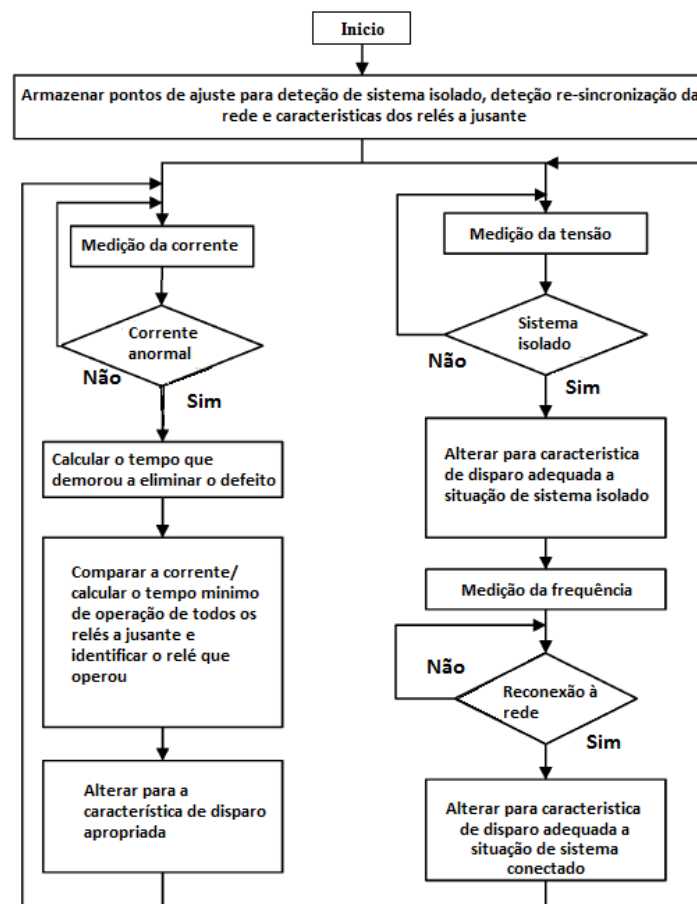 Inicio
Armazenar pontos de ajuste para deteção de sistema isolado, deteção re-sincronização da
rede e caracteristicas dos relés a jusante
Medição da corrente
Corrente
anormal
Não
Sim
Calcular o tempo que
demorou a eliminar o defeito
Comparar a corrente/
calcular o tempo minimo
de operação de todos os
relés a jusante e
identificar o relé que
operou
Alterar para a
característica de disparo
apropriada
Medição da tensão
Sistema
isolado
Não
Sim
Alterar para caracteristica
de disparo adequada a
situação de sistema isolado
Medição da frequência
Não
Reconexão à
rede
Sim
Alterar para caracteristica
de disparo adequada a
situação de sistema
conectado